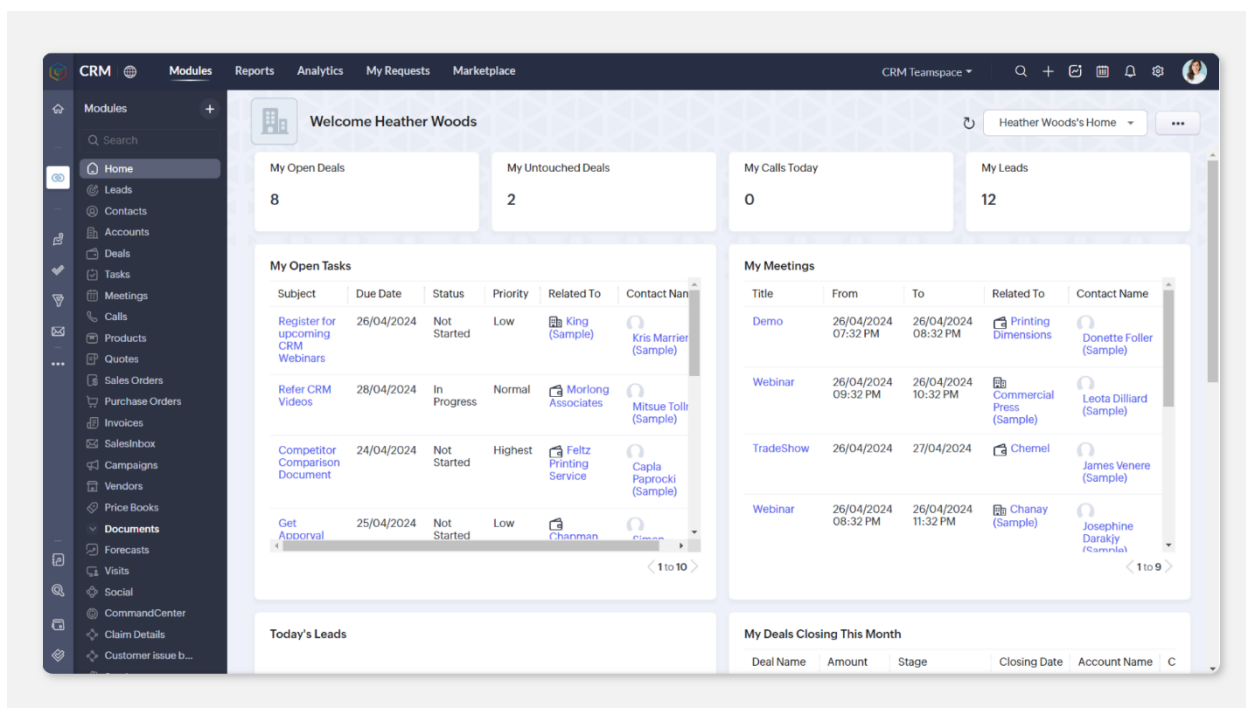 CRM
Modules
Reports
Analytics
My Requests
Marketplace
CRM Teamspace
Modules
+
Search
Home
Leads
Contacts
Accounts
Deals
Tasks
Meetings
Calls
Products
Quotes
Sales Orders
Purchase Orders
Invoices
SalesInbox
Campaigns
Vendors
Price Books
Documents
Forecasts
Visits
Social
CommandCenter
Claim Details
Customer issue b...
Welcome Heather Woods
Heather Woods's Home
...
My Open Deals
8
My Untouched Deals
2
My Calls Today
0
My Leads
12
My Open Tasks
Subject Due Date Status Priority Related To Contact Nam
Register for 26/04/2024 Not Low King
upcoming Started (Sample) Kris Marrier
CRM (Sample)
Webinars
Refer CRM 28/04/2024 In Normal Morlong
Videos Progress Associates Mitsue Tollr
(Sample)
Competitor 24/04/2024 Not Highest Feltz
Comparison Started Printing Capla
Document Service Paprocki
(Sample)
Get 25/04/2024 Not Low
Apporval Started Chapman Simon
1 to 10
My Meetings
Title From To Related To Contact Name
Demo 26/04/2024 26/04/2024 Printing
07:32 PM 08:32 PM Dimensions Donette Foller
(Sample)
Webinar 26/04/2024 26/04/2024
09:32 PM 10:32 PM Commercial Leota Dilliard
Press (Sample)
(Sample)
TradeShow 26/04/2024 27/04/2024 Chemel
James Venere
(Sample)
Webinar 26/04/2024 26/04/2024 Chanay
08:32 PM 11:32 PM (Sample) Josephine
Darakjy
(Sample)
1 to 9
Today's Leads
My Deals Closing This Month
Deal Name Amount Stage Closing Date Account Name C